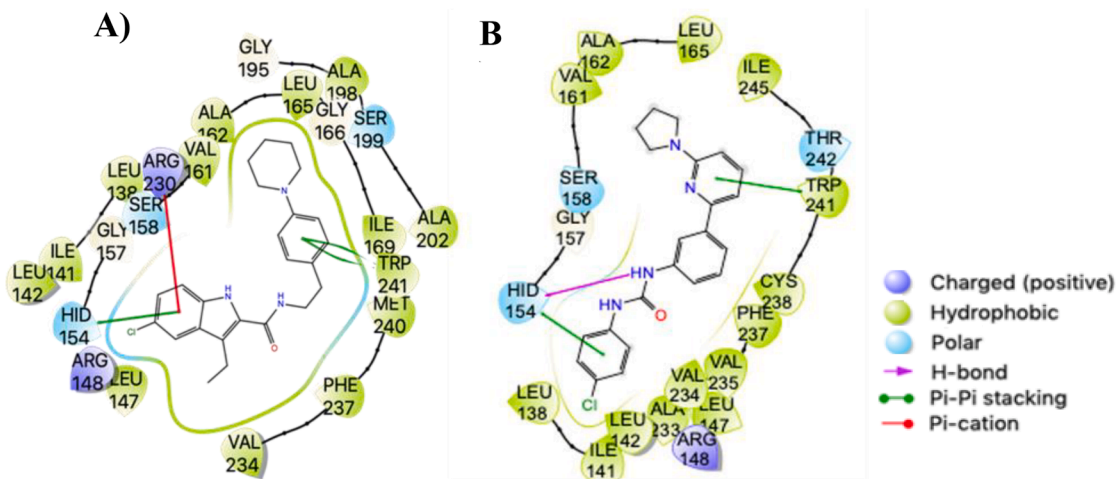 A)
GLY
195
ALA
198
LEU
165
GLY
166
SER
199
ALA
162
ARG
230
VAL
161
LEU
138
SER
158
GLY
157
ILE
141
LEU
142
HID
154
ARG
148
LEU
147
ILE
169
ALA
202
TRP
241
MET
240
PHE
237
VAL
234
N
NH
NH
O
Cl
B
LEU
165
ALA
162
VAL
161
ILE
245
THR
242
TRP
241
SER
158
GLY
157
HID
154
CYS
238
PHE
237
VAL
235
VAL
234
LEU
147
ALA
233
ARG
148
LEU
142
ILE
141
LEU
138
N
N
NH
HN
O
Cl
Charged (positive)
Hydrophobic
Polar
H-bond
Pi-Pi stacking
Pi-cation